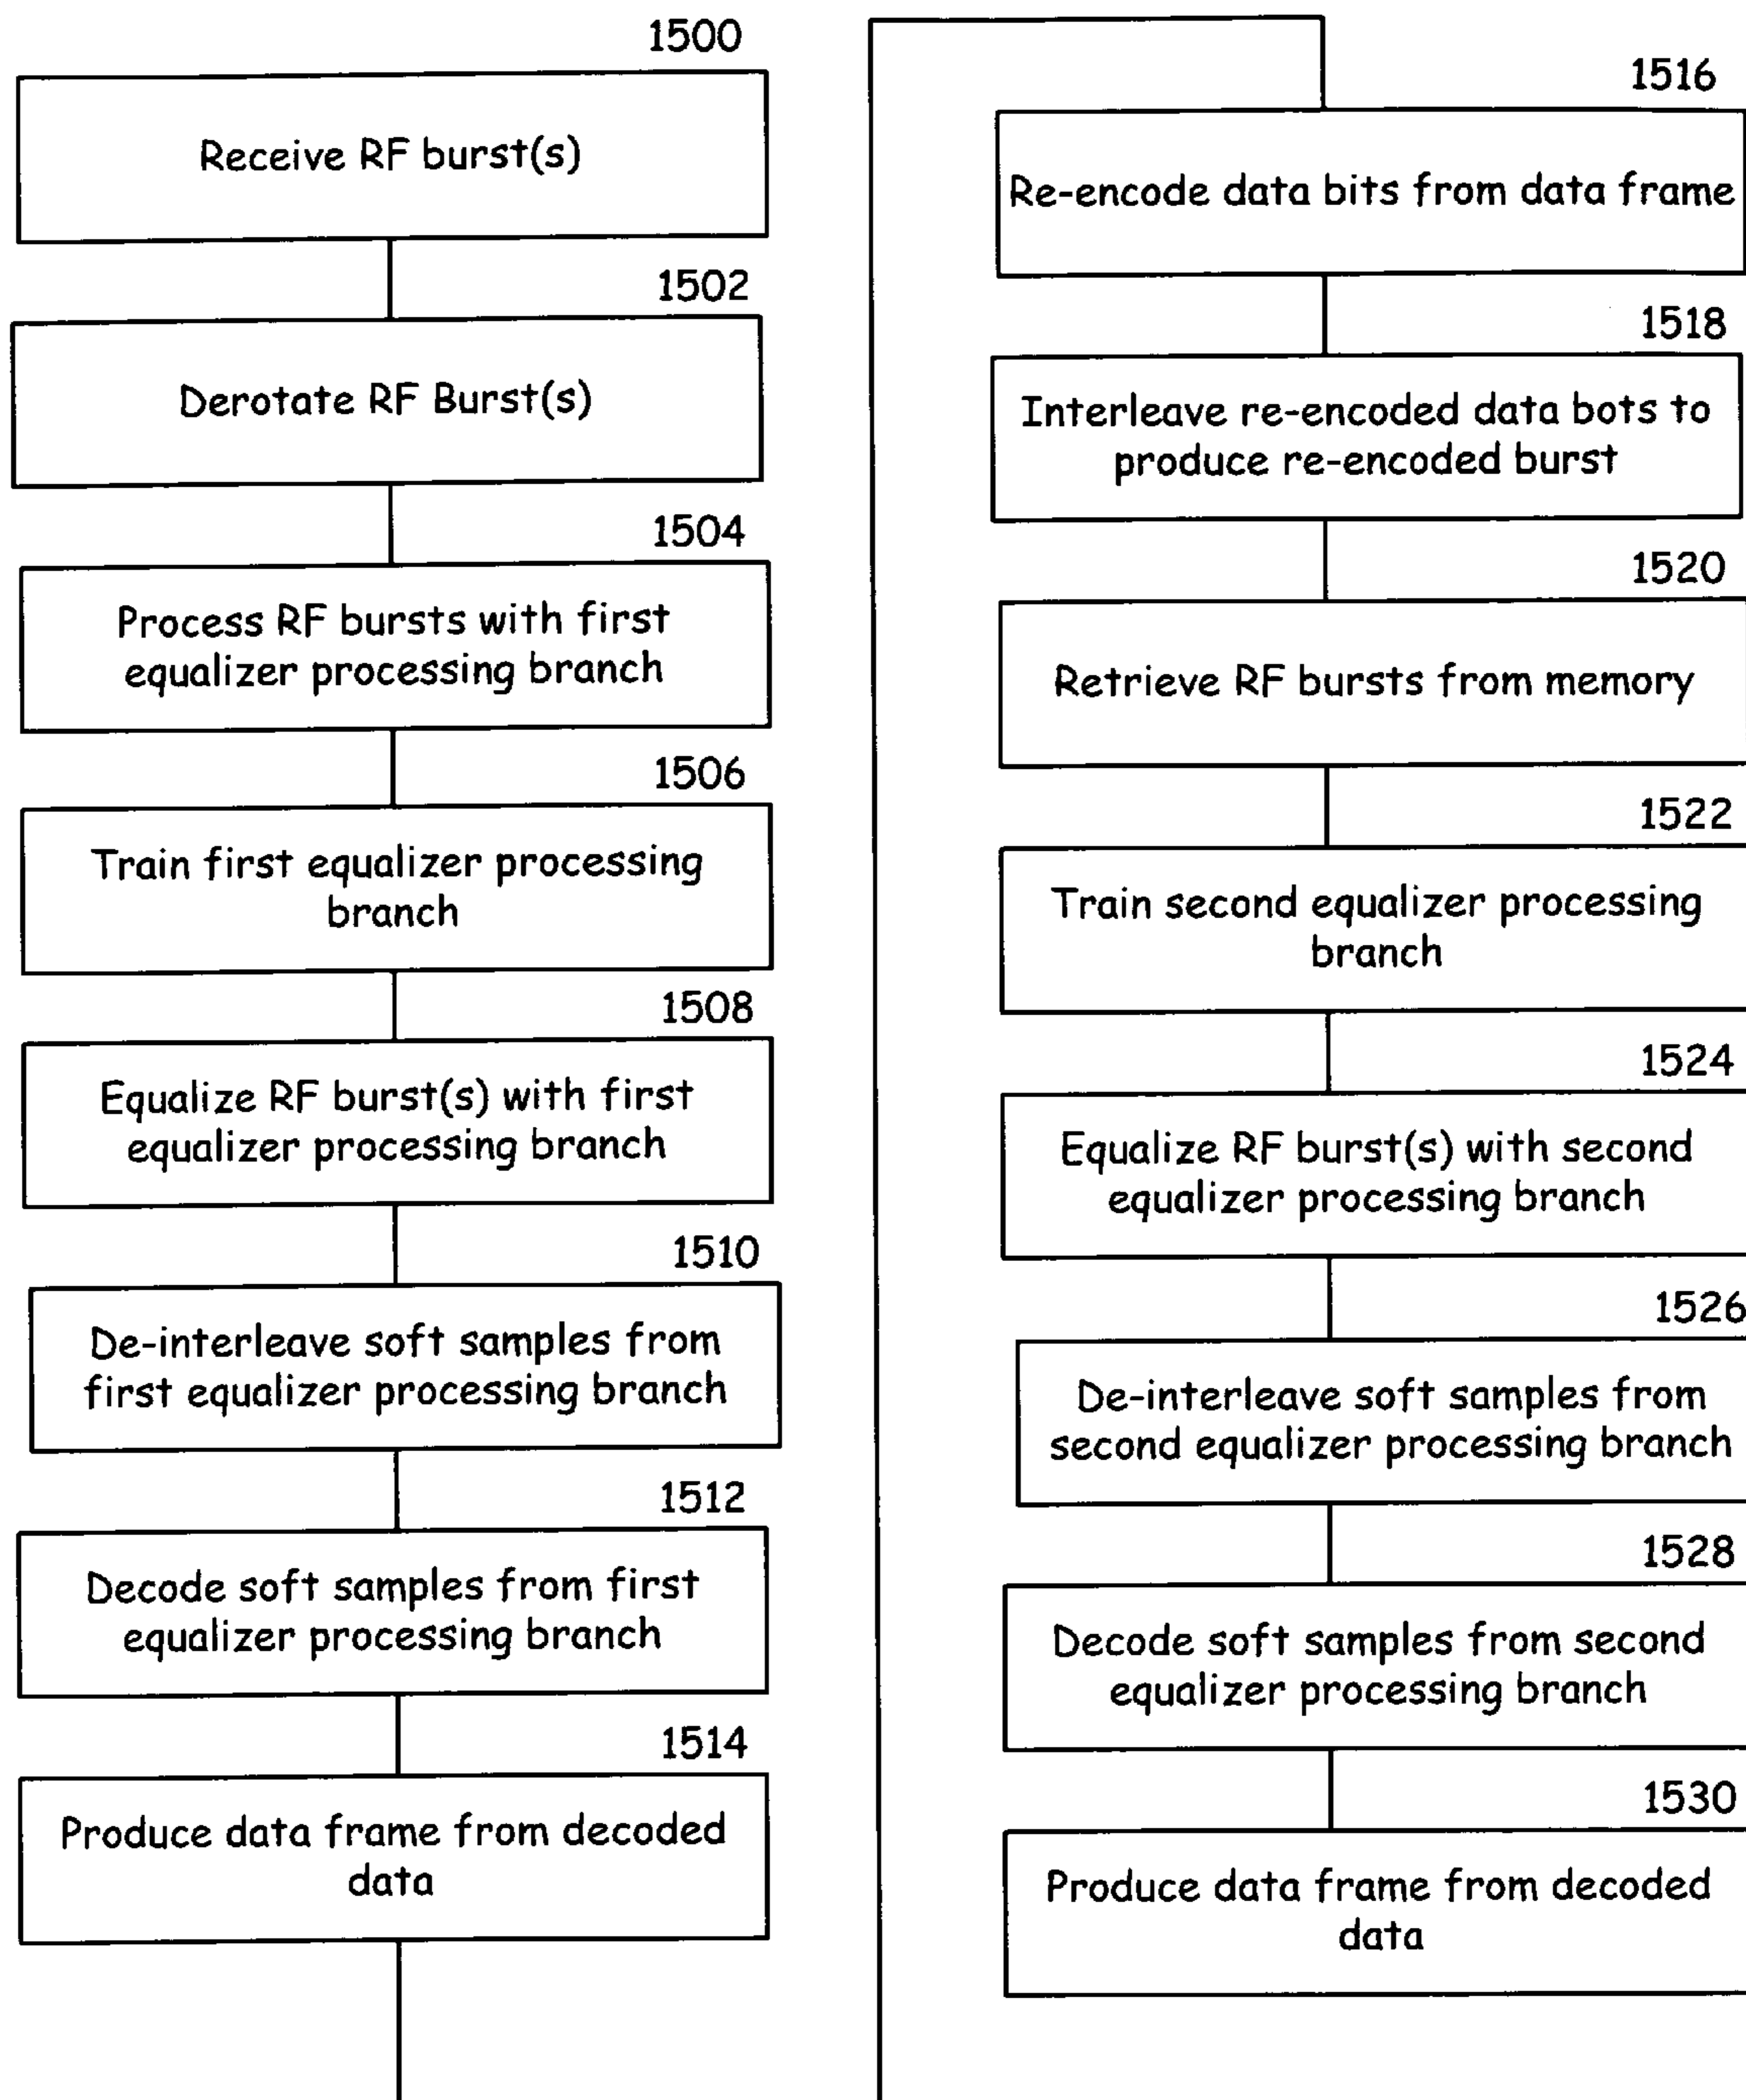 1500
Receive RF burst(s)
1502
Derotate RF Burst(s)
1504
Process RF bursts with first
equalizer processing branch
1506
Train first equalizer processing
branch
1508
Equalize RF burst(s) with first
equalizer processing branch
1510
De-interleave soft samples from
first equalizer processing branch
1512
Decode soft samples from first
equalizer processing branch
1514
Produce data frame from decoded
data
1516
Re-encode data bits from data frame
1518
Interleave re-encoded data bots to
produce re-encoded burst
1520
Retrieve RF bursts from memory
1522
Train second equalizer processing
branch
1524
Equalize RF burst(s) with second
equalizer processing branch
1526
De-interleave soft samples from
second equalizer processing branch
1528
Decode soft samples from second
equalizer processing branch
1530
Produce data frame from decoded
data